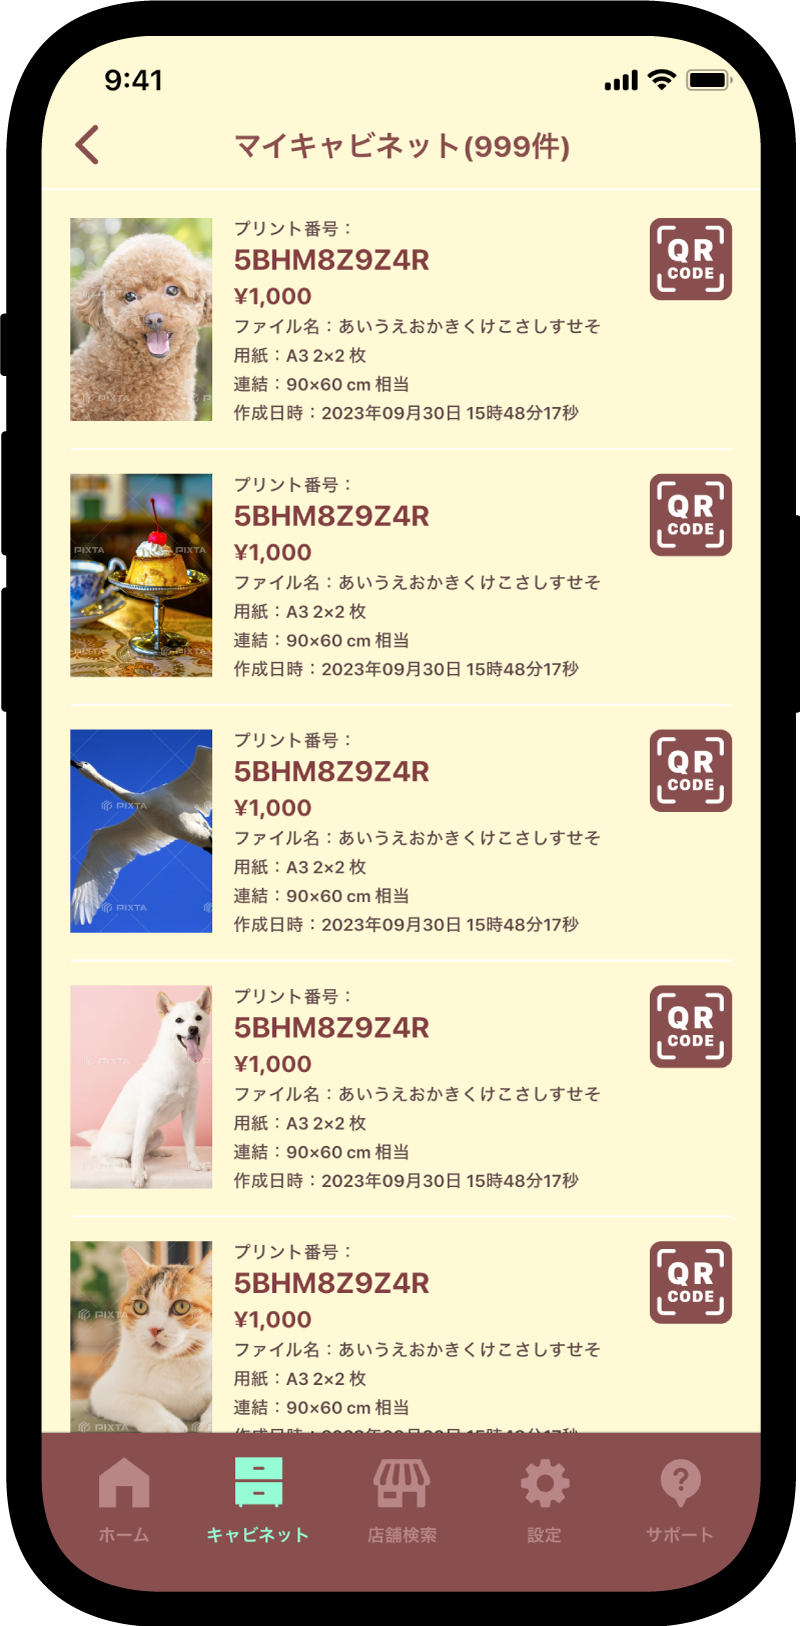 9:41
マイキャビネット(999件)
プリント番号：
5BHM8Z9Z4R
¥1,000
ファイル名：あいうえおかきくけこさしすせそ
用紙：A3 2×2 枚
連結：90×60 cm 相当
作成日時：2023年09月30日 15時48分17秒
QR
CODE
PIXTA
PIXTA
プリント番号：
5BHM8Z9Z4R
¥1,000
ファイル名：あいうえおかきくけこさしすせそ
用紙：A3 2×2 枚
連結：90×60 cm 相当
作成日時：2023年09月30日 15時48分17秒
QR
CODE
PIXTA
PIXTA
PIXTA
プリント番号：
5BHM8Z9Z4R
¥1,000
ファイル名：あいうえおかきくけこさしすせそ
用紙：A3 2×2 枚
連結：90×60 cm 相当
作成日時：2023年09月30日 15時48分17秒
QR
CODE
PIXTA
PIXTA
プリント番号：
5BHM8Z9Z4R
¥1,000
ファイル名：あいうえおかきくけこさしすせそ
用紙：A3 2×2 枚
連結：90×60 cm 相当
作成日時：2023年09月30日 15時48分17秒
QR
CODE
PIXTA
PIXTA
プリント番号：
5BHM8Z9Z4R
¥1,000
ファイル名：あいうえおかきくけこさしすせそ
用紙：A3 2×2 枚
連結：90×60 cm 相当
QR
CODE
PIXTA
PIXTA
ホーム
キャビネット
店舗検索
設定
サポート